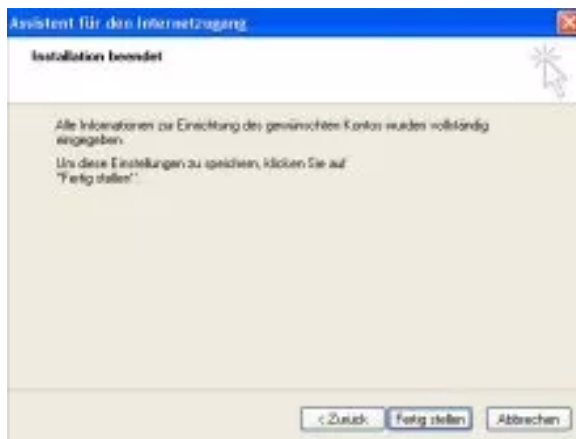 Assistent für den Internetzugang
Installation beendet
Alle Informationen zur Einrichtung des gewünschten Kontos wurden vollständig
eingegeben.
Um diese Einstellungen zu speichern, klicken Sie auf
"Fertig stellen".
< Zurück
Fertig stellen
Abbrechen